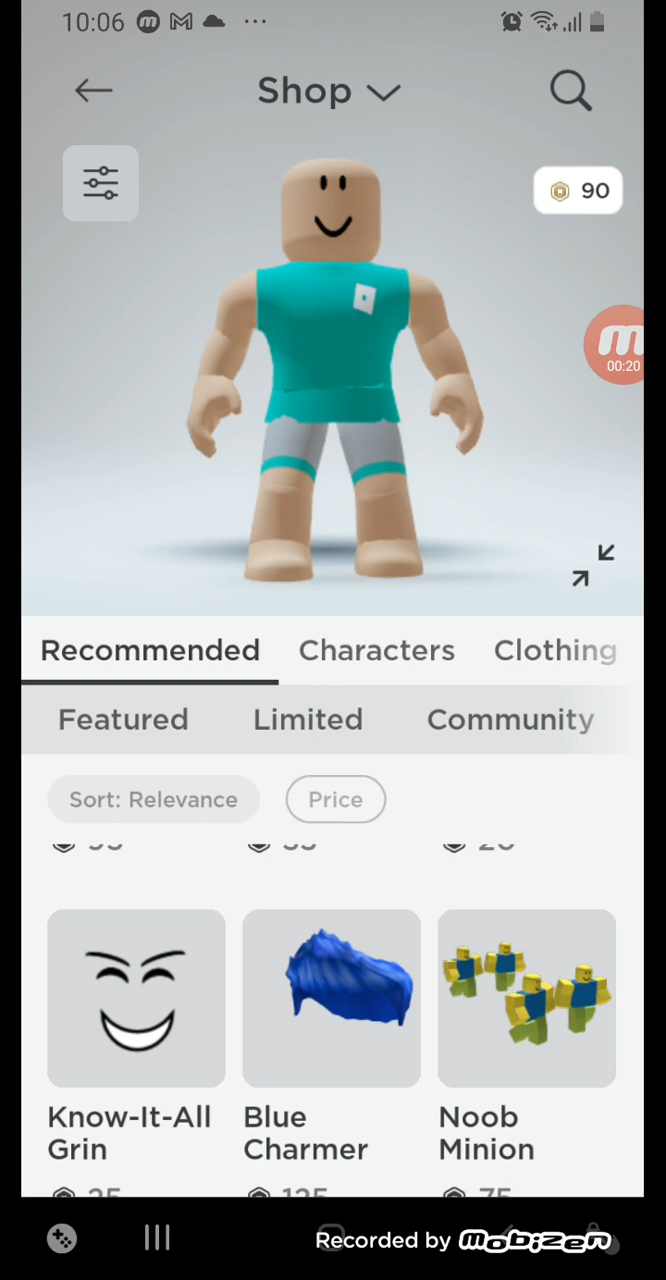 10:06
Shop
90
00:20
Recommended Characters Clothing
Featured Limited Community
Sort: Relevance Price
Know-It-All Blue Noob
Grin Charmer Minion
Recorded by mobizen